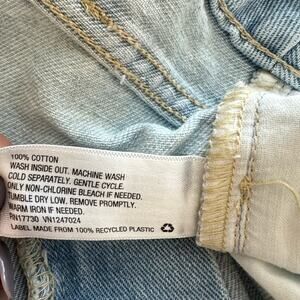 100% COTTON
WASH INSIDE OUT. MACHINE WASH
COLD SEPARATELY. GENTLE CYCLE.
ONLY NON-CHLORINE BLEACH IF NEEDED.
TUMBLE DRY LOW. REMOVE PROMPTLY.
WARM IRON IF NEEDED.
RN17730 VN1247024
LABEL MADE FROM 100% RECYCLED PLASTIC